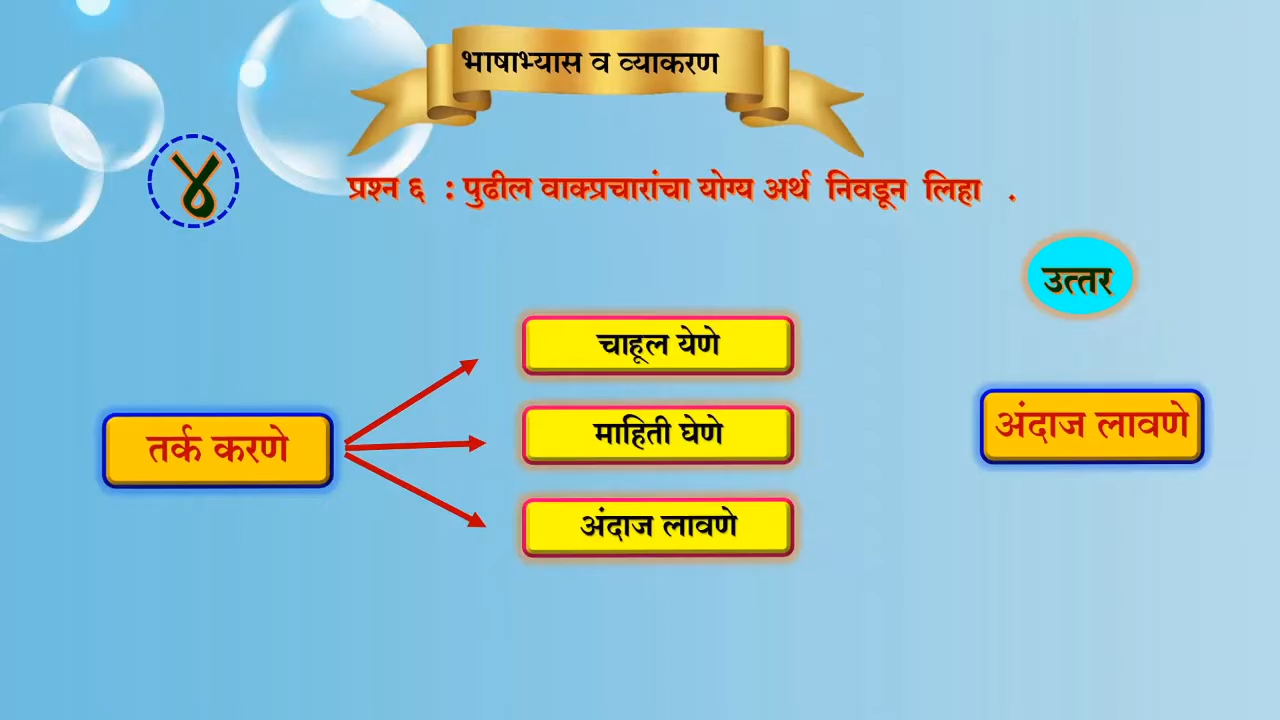 भाषाभ्यास व व्याकरण
४
प्रश्न ६ : पुढील वाक्प्रचारांचा योग्य अर्थ निवडून लिहा .
उत्तर
चाहूल येणे
तर्क करणे
माहिती घेणे
अंदाज लावणे
अंदाज लावणे